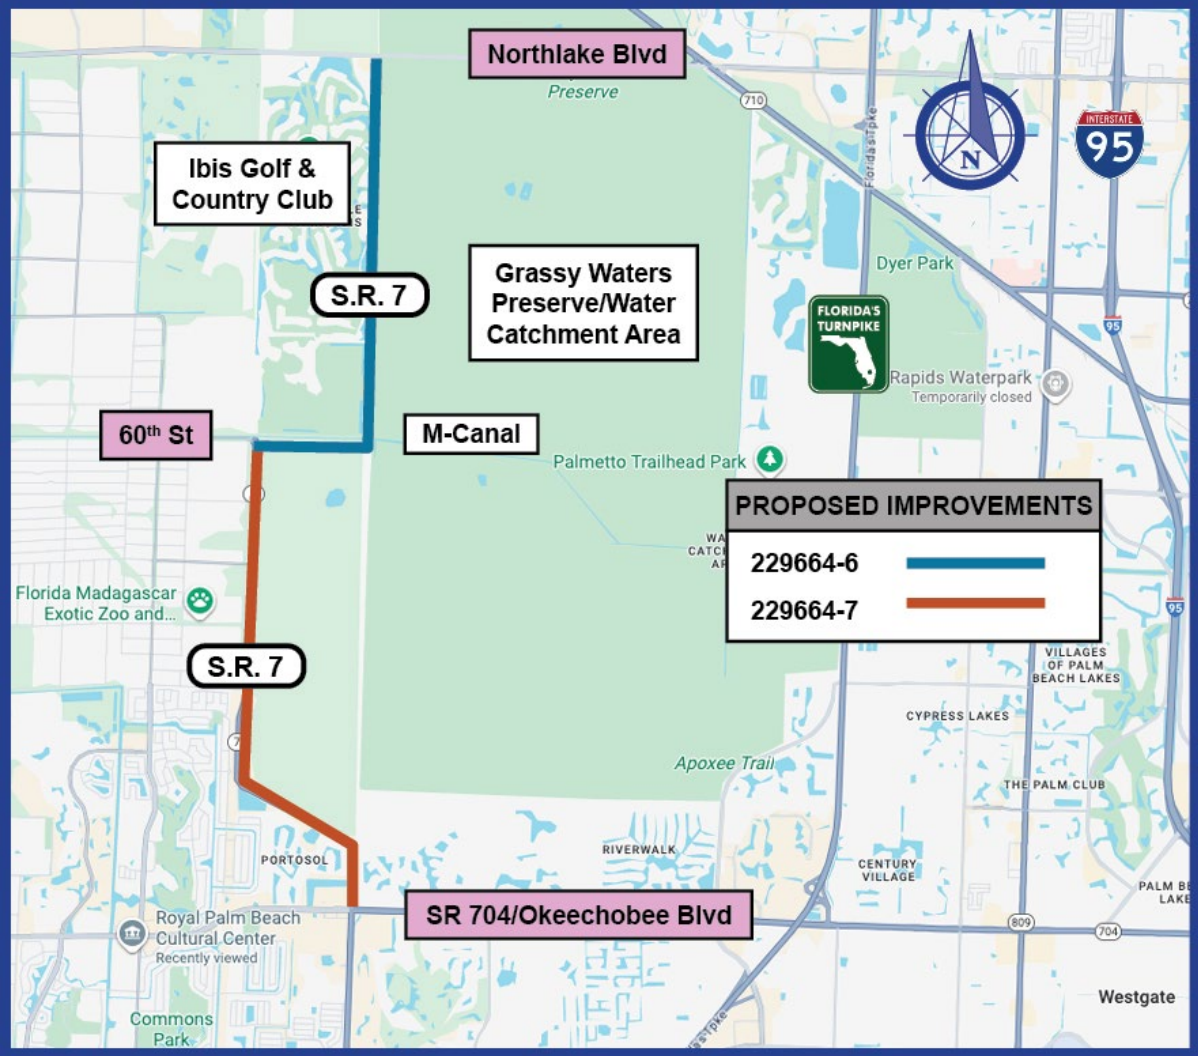 Northlake Blvd
Preserve
710
Florida's Tpke
N
INTERSTATE
95
Ibis Golf &
Country Club
S.R. 7
Grassy Waters
Preserve/Water
Catchment Area
Dyer Park
FLORIDA'S
TURNPIKE
95
Rapids Waterpark
Temporarily closed
60th St
M-Canal
Palmetto Trailhead Park
PROPOSED IMPROVEMENTS
229664-6
229664-7
Florida Madagascar
Exotic Zoo and...
95
S.R. 7
VILLAGES
OF PALM
BEACH LAKES
CYPRESS LAKES
7
Apoxee Trail
THE PALM CLUB
PORTOSOL
RIVERWALK
CENTURY
VILLAGE
SR 704/Okeechobee Blvd
809
704
Royal Palm Beach
Cultural Center
Recently viewed
Westgate
Commons
Park